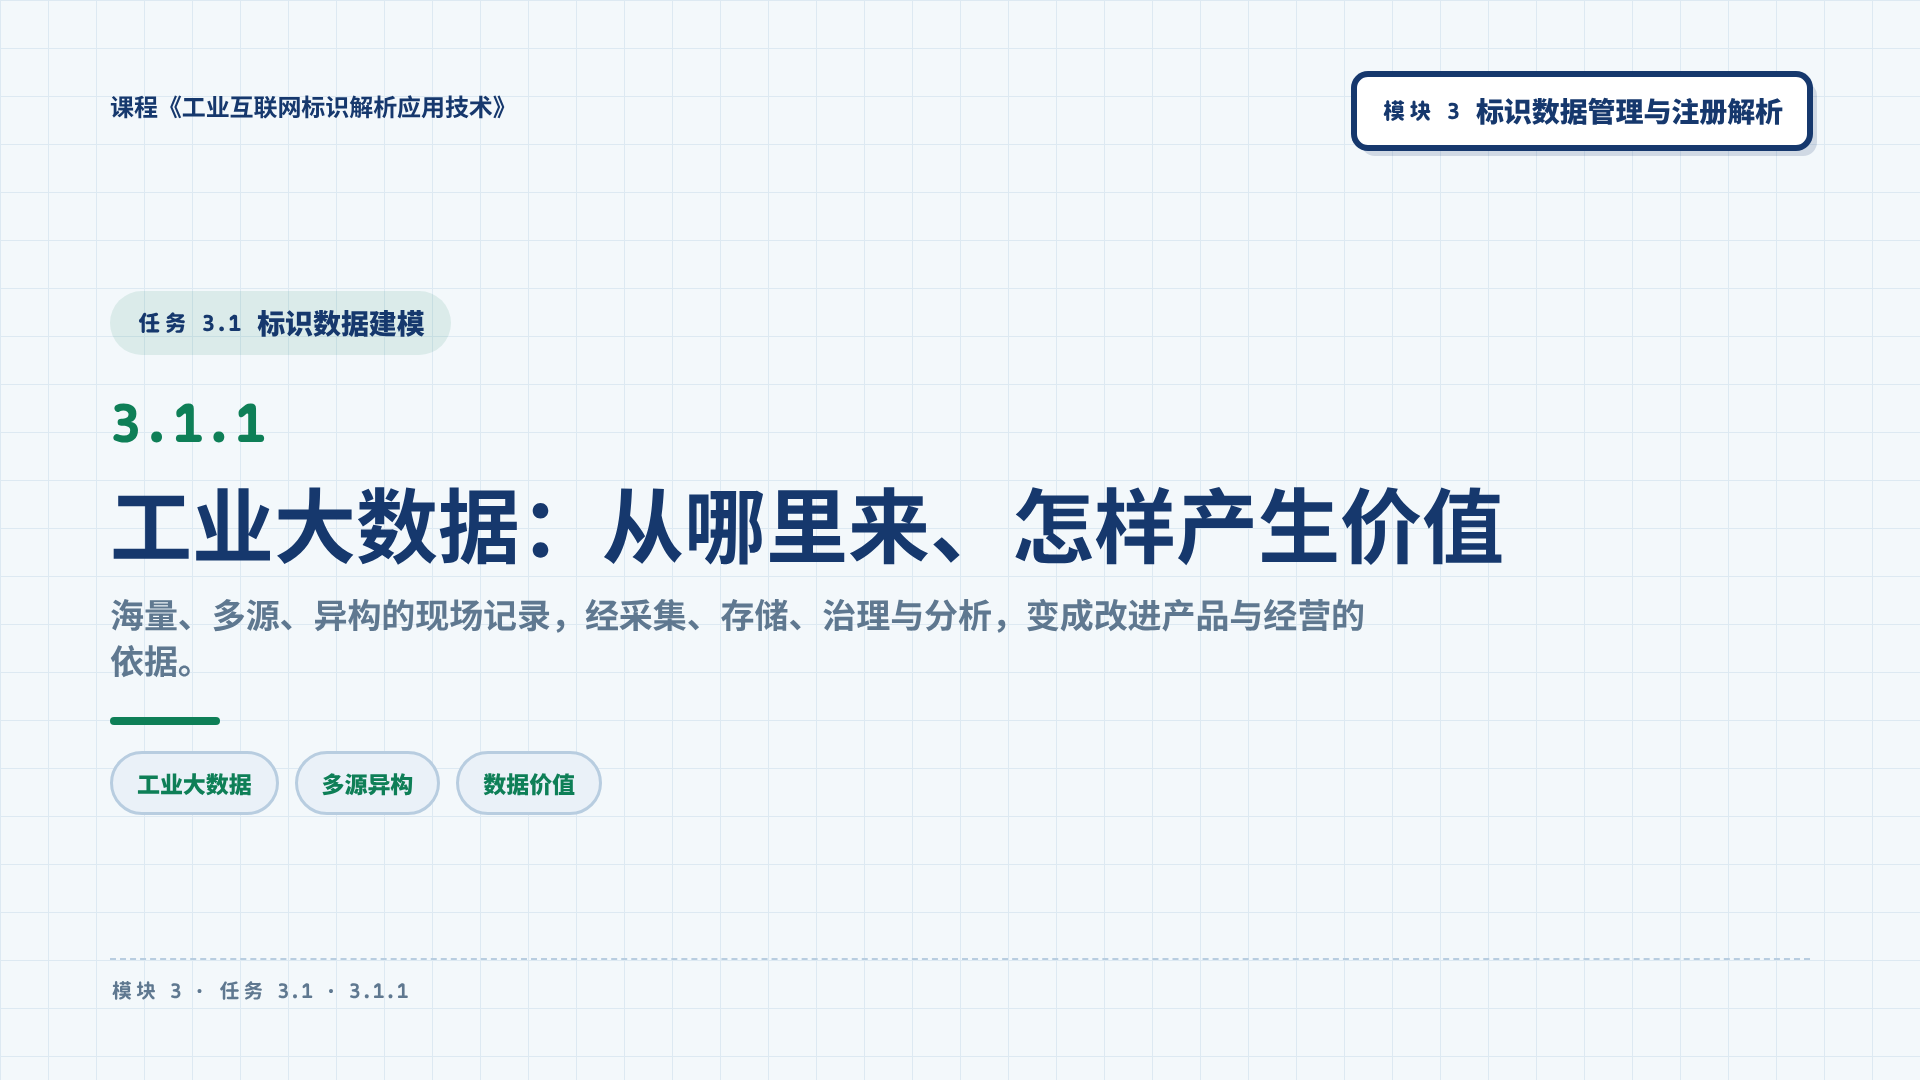 课程《工业互联网标识解析应用技术》
模块 3 标识数据管理与注册解析
任务 3.1 标识数据建模
3.1.1
工业大数据：从哪里来、怎样产生价值
海量、多源、异构的现场记录，经采集、存储、治理与分析，变成改进产品与经营的
依据。
工业大数据
多源异构
数据价值
模块 3 · 任务 3.1 · 3.1.1